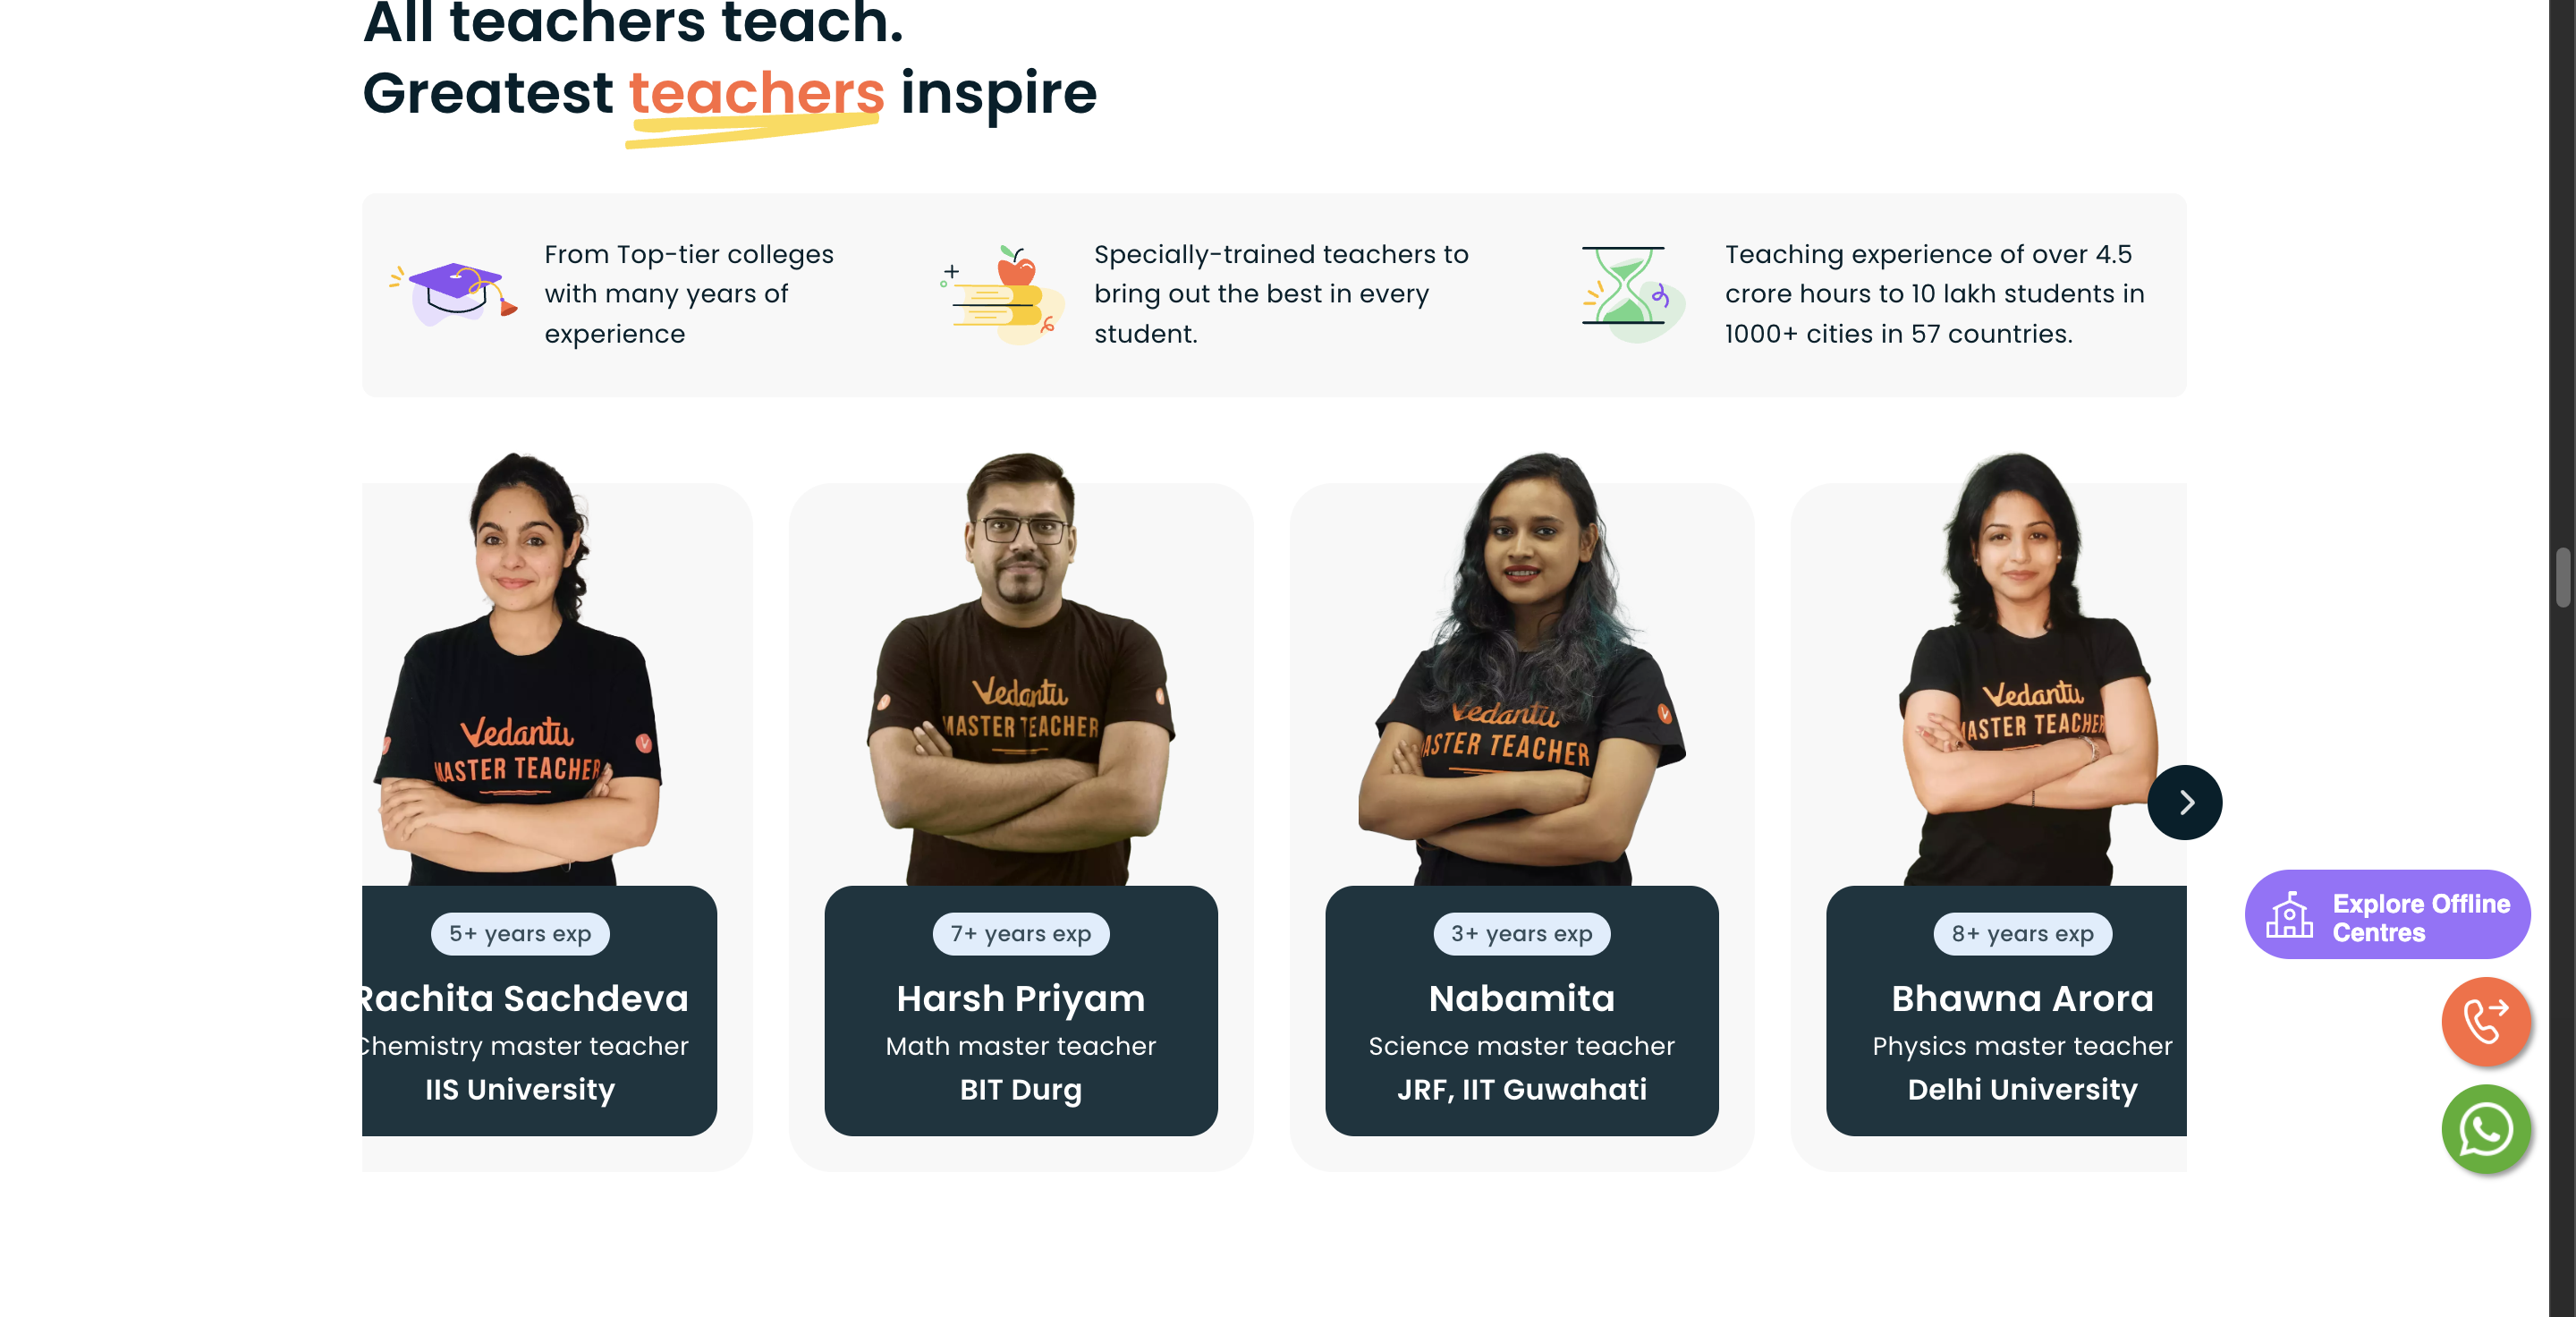 All teachers teach.
Greatest teachers inspire
From Top-tier colleges
with many years of
experience
Specially-trained teachers to
bring out the best in every
student.
Teaching experience of over 4.5
crore hours to 10 lakh students in
1000+ cities in 57 countries.
Vedantu
MASTER TEACHER
Vedantu
MASTER TEACHER
Vedantu
MASTER TEACHER
Vedantu
MASTER TEACHER
5+ years exp
Rachita Sachdeva
Chemistry master teacher
IIS University
7+ years exp
Harsh Priyam
Math master teacher
BIT Durg
3+ years exp
Nabamita
Science master teacher
JRF, IIT Guwahati
8+ years exp
Bhawna Arora
Physics master teacher
Delhi University
Explore Offline
Centres